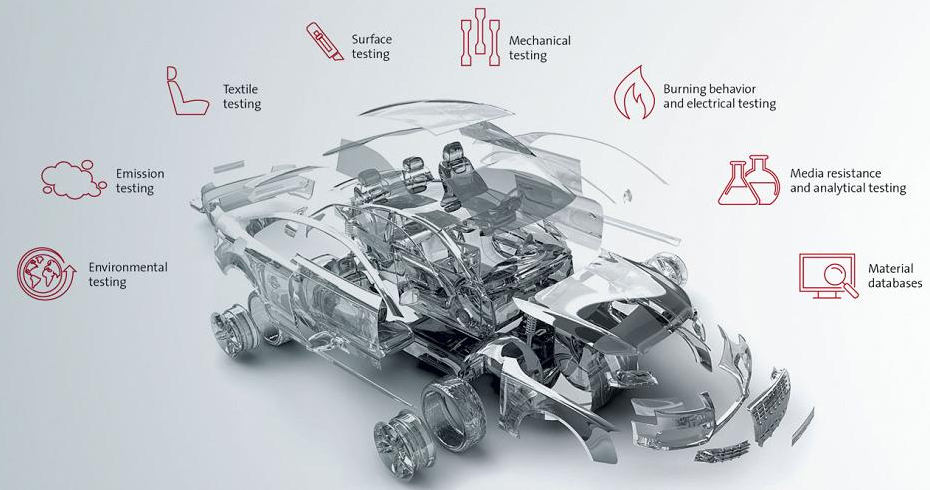 Surface
testing
Mechanical
testing
Textile
testing
Burning behavior
and electrical testing
Emission
testing
Media resistance
and analytical testing
Environmental
testing
Material
databases